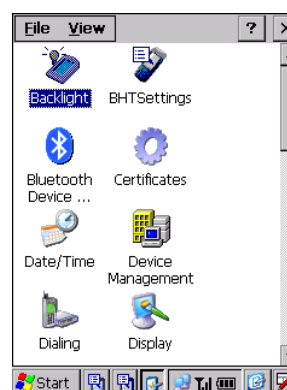 File View ? ×
Backlight BHTSettings
Bluetooth Certificates
Device ...
Date/Time Device
Management
Dialing Display
Start